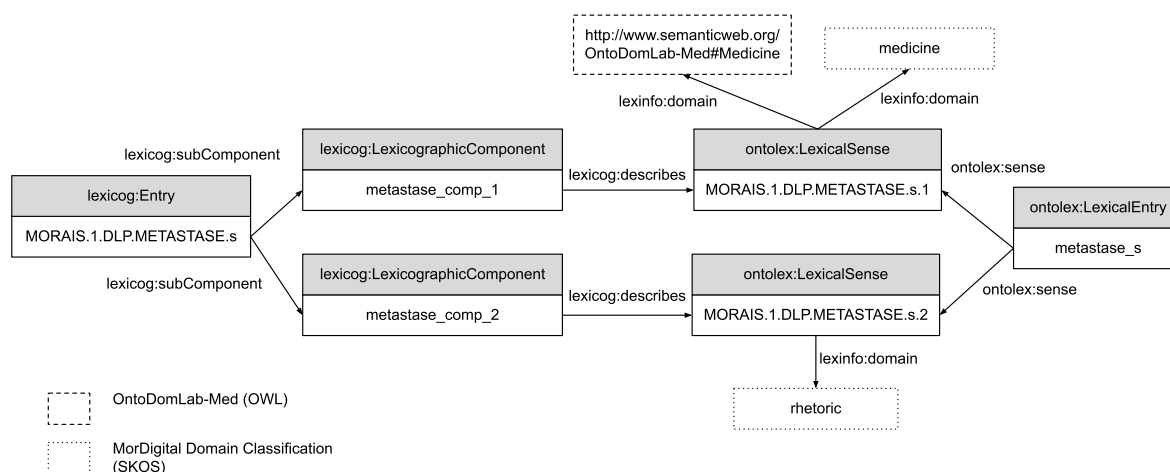 http://www.semanticweb.org/
OntoDomLab-Med#Medicine
medicine
lexinfo:domain
lexinfo:domain
lexicog:subComponent
lexicog:LexicographicComponent
metastase_comp_1
lexicog:describes
ontolex:LexicalSense
MORAIS.1.DLP.METASTASE.s.1
ontolex:sense
lexicog:Entry
MORAIS.1.DLP.METASTASE.s
ontolex:LexicalEntry
metastase_s
lexicog:subComponent
lexicog:LexicographicComponent
metastase_comp_2
lexicog:describes
ontolex:LexicalSense
MORAIS.1.DLP.METASTASE.s.2
ontolex:sense
lexinfo:domain
rhetoric
OntoDomLab-Med (OWL)
MorDigital Domain Classification
(SKOS)